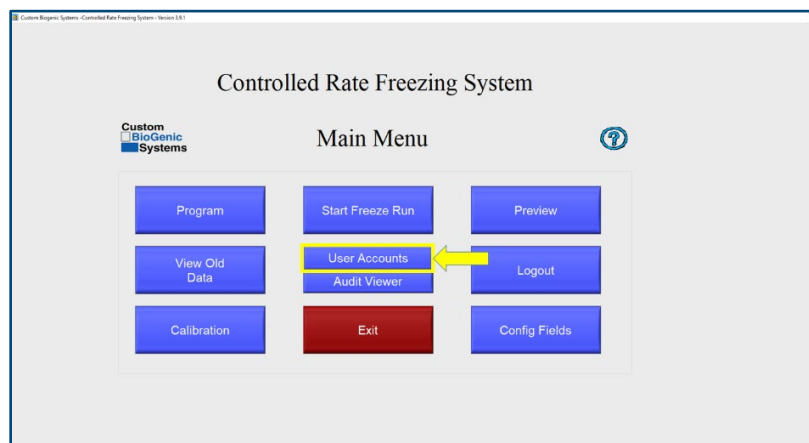 Custom Biogenic Systems -Controlled Rate Freezing System - Version 3.9.1
Controlled Rate Freezing System
Custom
BioGenic
Systems
Main Menu
?
Program
Start Freeze Run
Preview
View Old
Data
User Accounts
Audit Viewer
Logout
Calibration
Exit
Config Fields